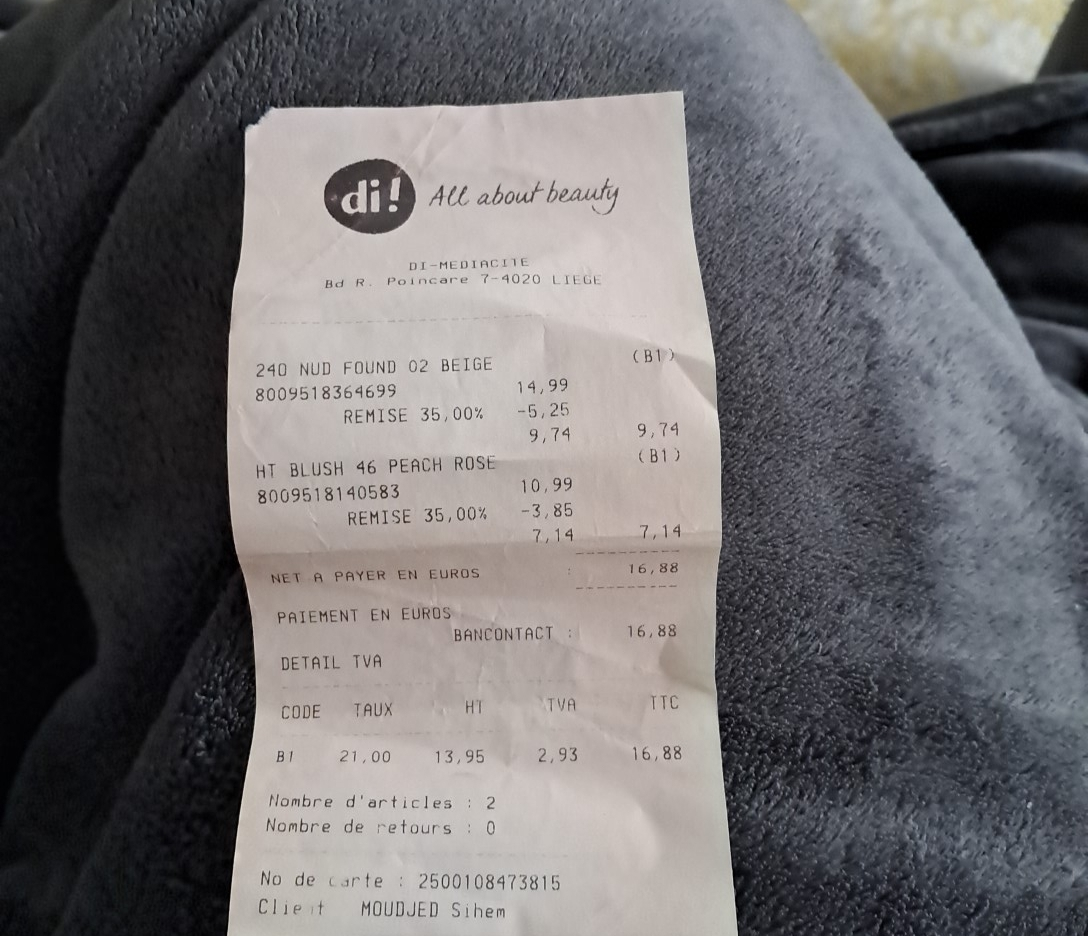 di! All about beauty
DI-MEDIACITE
Bd R. Poincare 7-4020 LIEGE
240 NUD FOUND 02 BEIGE (B1)
8009518364699 14,99
REMISE 35,00% -5,25
9,74 9,74
HT BLUSH 46 PEACH ROSE (B1)
8009518140583 10,99
REMISE 35,00% -3,85
7,14 7,14
NET A PAYER EN EUROS : 16,88
PAIEMENT EN EUROS
BANCONTACT : 16,88
DETAIL TVA
CODE TAUX HT TVA TTC
B1 21,00 13,95 2,93 16,88
Nombre d'articles : 2
Nombre de retours : 0
No de carte : 2500108473815
Client MOUDJED Sihem